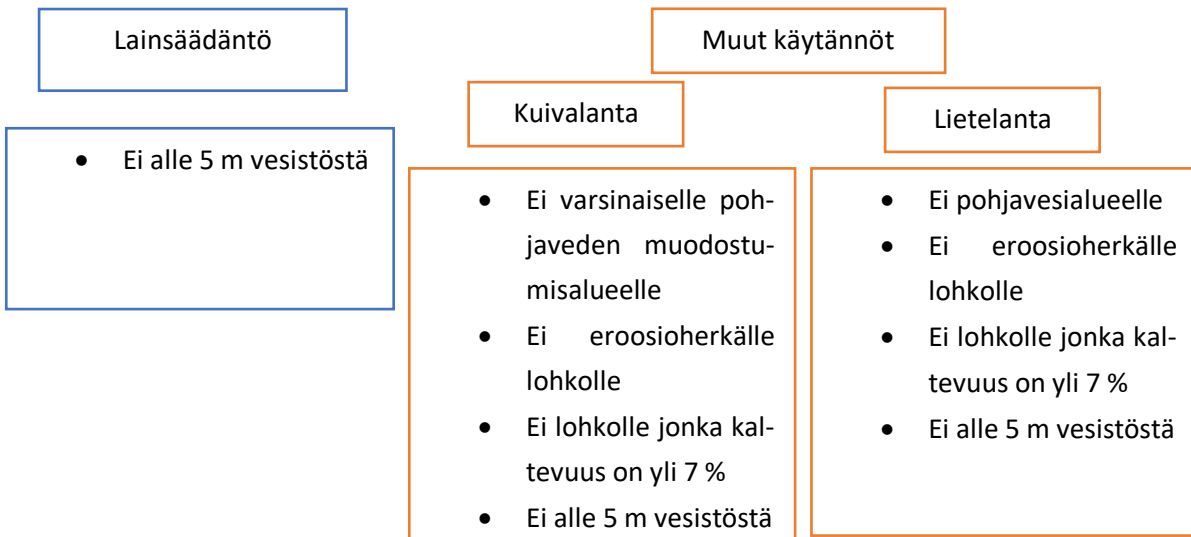 Lainsäädäntö
Muut käytännöt
Kuivalanta
Lietelanta
• Ei alle 5 m vesistöstä
• Ei varsinaiselle poh-
javeden muodostu-
misalueelle
• Ei eroosioherkälle
lohkolle
• Ei lohkolle jonka kal-
tevuus on yli 7 %
• Ei alle 5 m vesistöstä
• Ei pohjavesialueelle
• Ei eroosioherkälle
lohkolle
• Ei lohkolle jonka kal-
tevuus on yli 7 %
• Ei alle 5 m vesistöstä